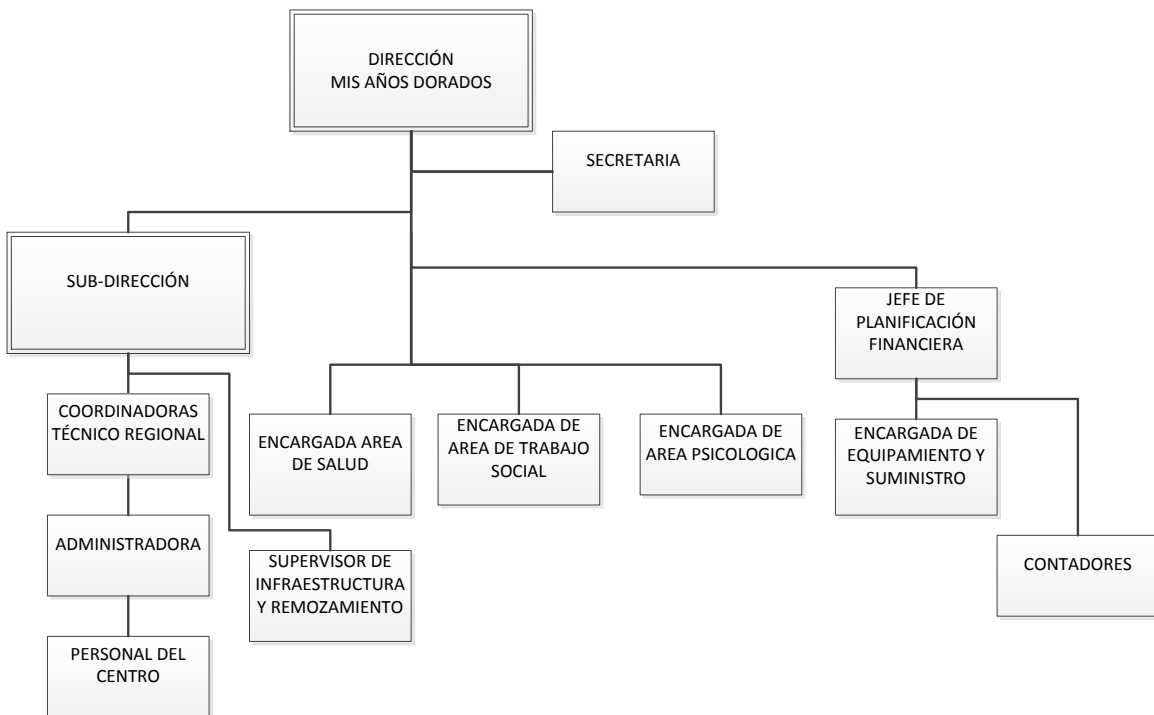 DIRECCIÓN
MIS AÑOS DORADOS
SECRETARIA
SUB-DIRECCIÓN
JEFE DE
PLANIFICACIÓN
FINANCIERA
COORDINADORAS
TÉCNICO REGIONAL
ENCARGADA AREA
DE SALUD
ENCARGADA DE
AREA DE TRABAJO
SOCIAL
ENCARGADA DE
AREA PSICOLOGICA
ENCARGADA DE
EQUIPAMIENTO Y
SUMINISTRO
ADMINISTRADORA
SUPERVISOR DE
INFRAESTRUCTURA
Y REMOZAMIENTO
CONTADORES
PERSONAL DEL
CENTRO